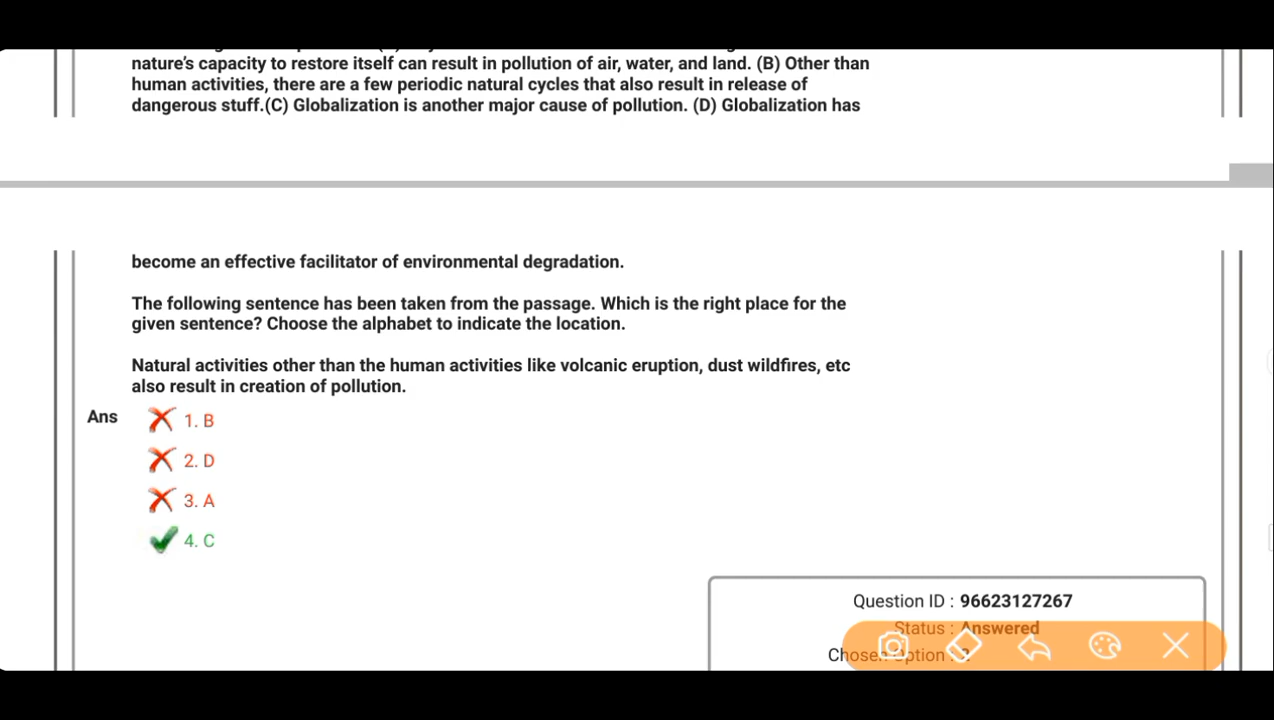 nature's capacity to restore itself can result in pollution of air, water, and land. (B) Other than
human activities, there are a few periodic natural cycles that also result in release of
dangerous stuff.(C) Globalization is another major cause of pollution. (D) Globalization has
become an effective facilitator of environmental degradation.
The following sentence has been taken from the passage. Which is the right place for the
given sentence? Choose the alphabet to indicate the location.
Natural activities other than the human activities like volcanic eruption, dust wildfires, etc
also result in creation of pollution.
Ans
1. B
2. D
3. A
4. C
Question ID : 96623127267
Status : Answered
Chosen Option :